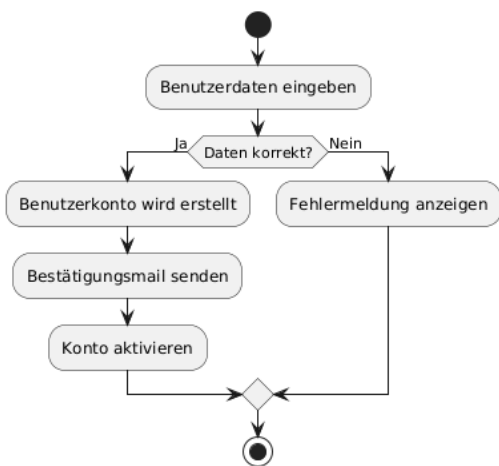 Benutzerdaten eingeben
Ja
Daten korrekt?
Nein
Benutzerkonto wird erstellt
Fehlermeldung anzeigen
Bestätigungsmail senden
Konto aktivieren